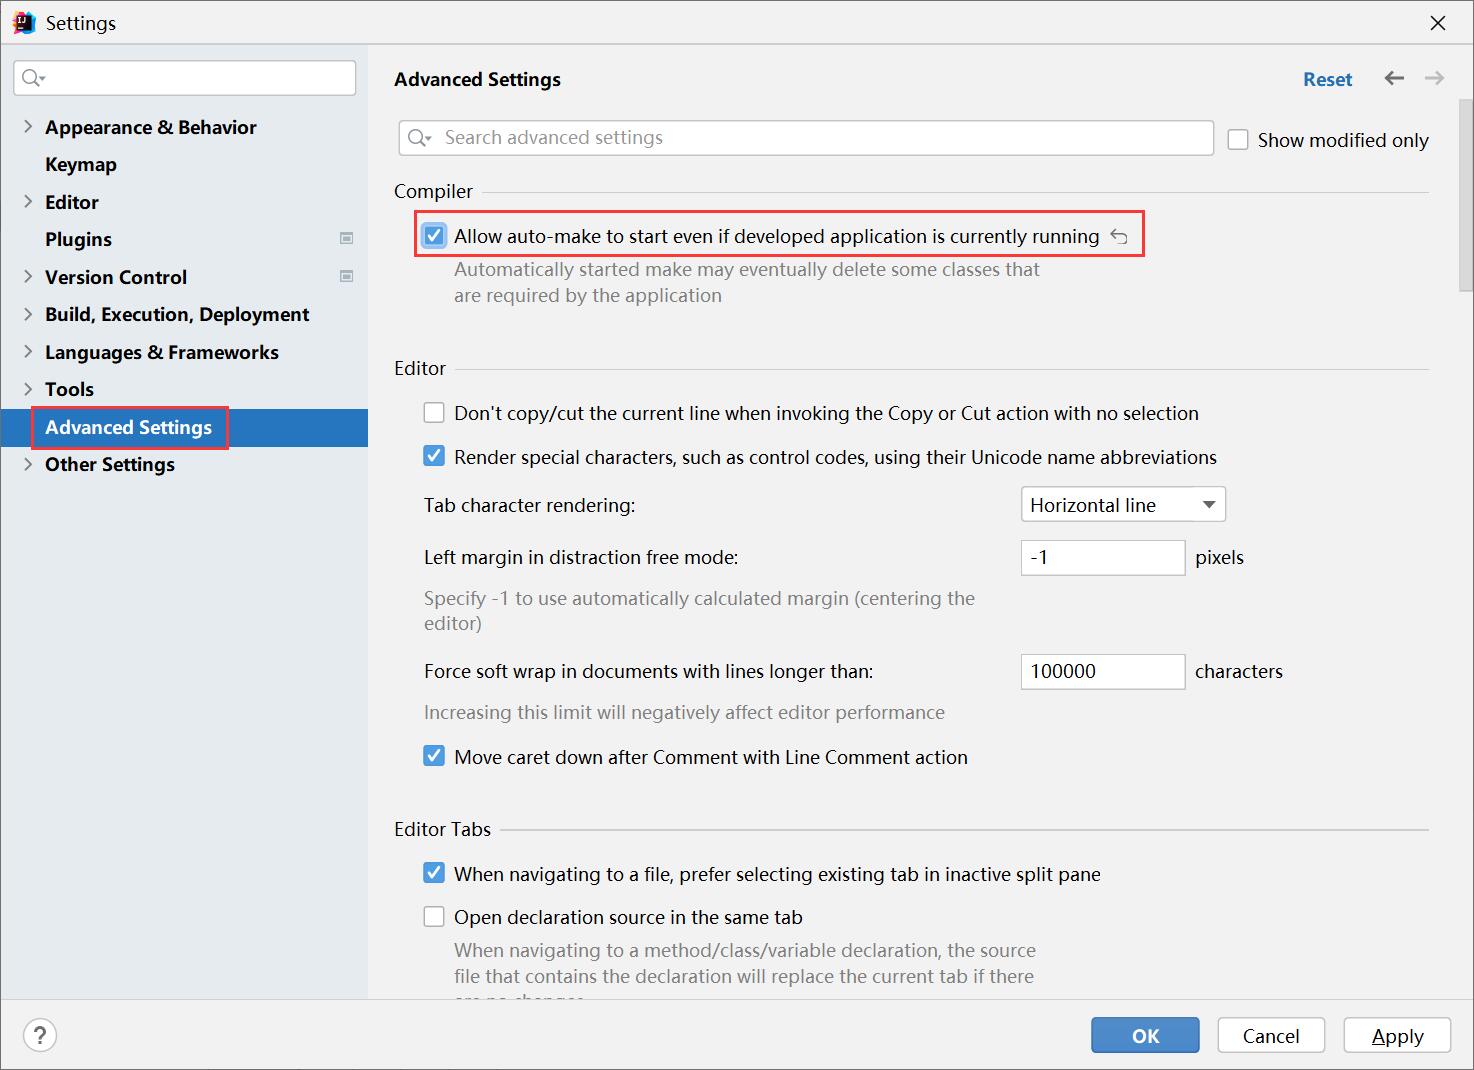 Settings
Advanced Settings
Reset
Search advanced settings
Show modified only
Appearance & Behavior
Keymap
Editor
Plugins
Version Control
Build, Execution, Deployment
Languages & Frameworks
Tools
Advanced Settings
Other Settings
Compiler
Allow auto-make to start even if developed application is currently running
Automatically started make may eventually delete some classes that
are required by the application
Editor
Don't copy/cut the current line when invoking the Copy or Cut action with no selection
Render special characters, such as control codes, using their Unicode name abbreviations
Tab character rendering:
Horizontal line
Left margin in distraction free mode:
-1
pixels
Specify -1 to use automatically calculated margin (centering the
editor)
Force soft wrap in documents with lines longer than:
100000
characters
Increasing this limit will negatively affect editor performance
Move caret down after Comment with Line Comment action
Editor Tabs
When navigating to a file, prefer selecting existing tab in inactive split pane
Open declaration source in the same tab
When navigating to a method/class/variable declaration, the source
file that contains the declaration will replace the current tab if there
?
OK
Cancel
Apply